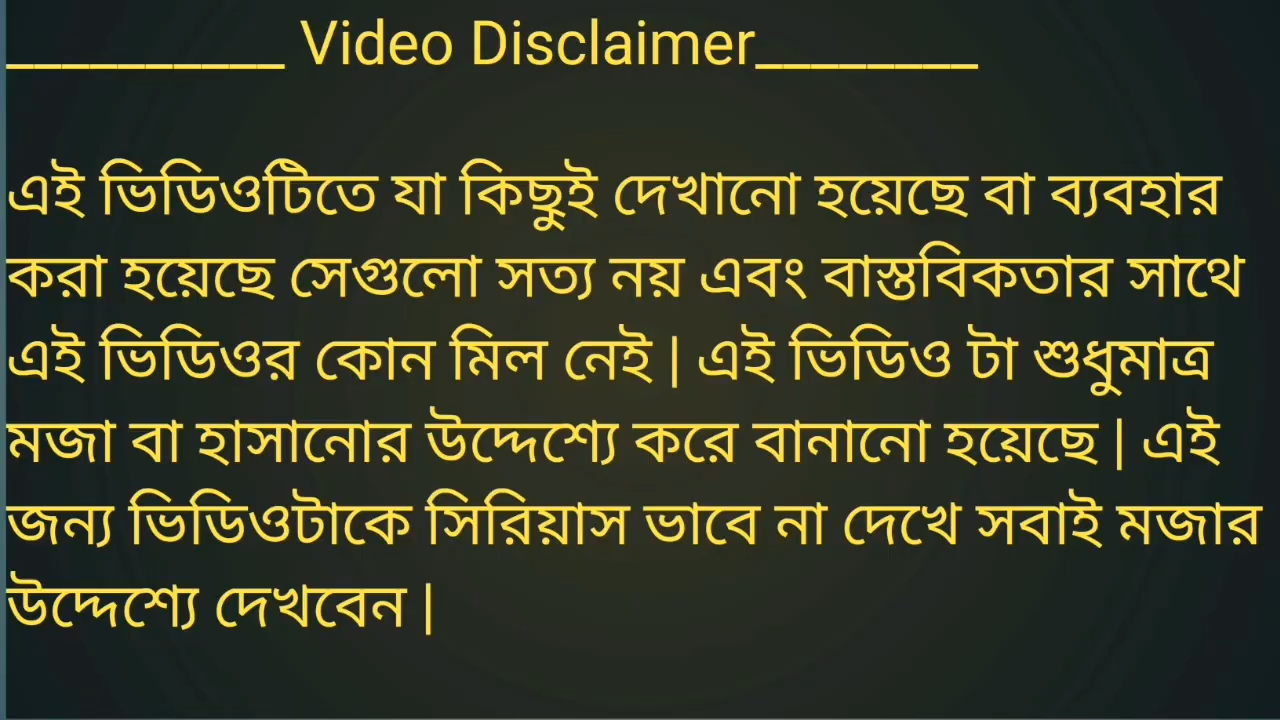 __________ Video Disclaimer________
এই ভিডিওটিতে যা কিছুই দেখানো হয়েছে বা ব্যবহার
করা হয়েছে সেগুলো সত্য নয় এবং বাস্তবিকতার সাথে
এই ভিডিওর কোন মিল নেই | এই ভিডিও টা শুধুমাত্র
মজা বা হাসানোর উদ্দেশ্যে করে বানানো হয়েছে | এই
জন্য ভিডিওটাকে সিরিয়াস ভাবে না দেখে সবাই মজার
উদ্দেশ্যে দেখবেন |